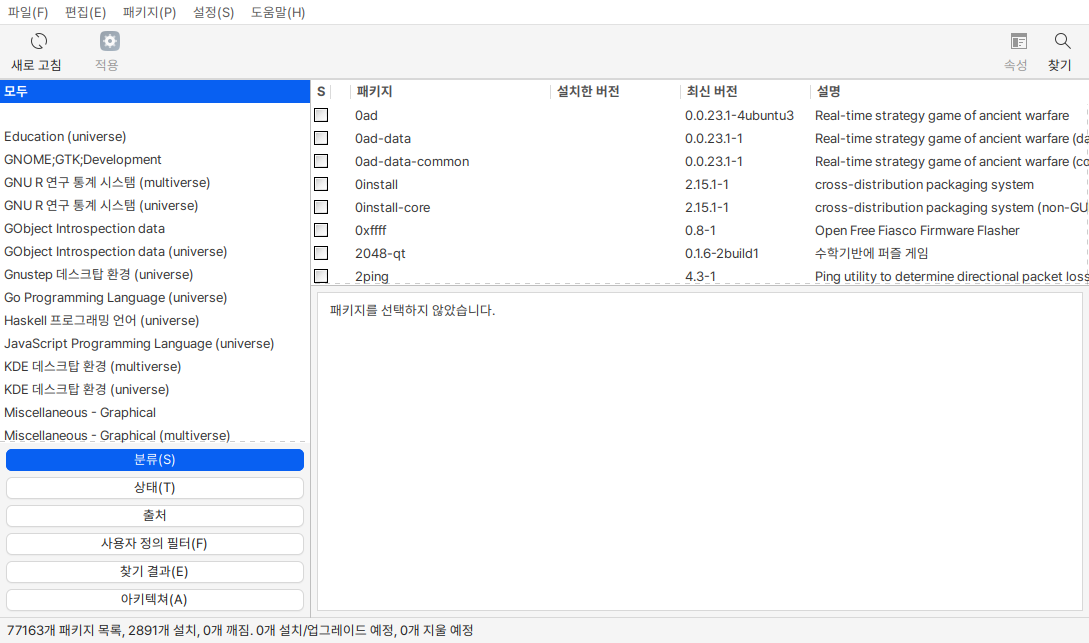 파일(F) 편집(E) 패키지(P) 설정(S) 도움말(H)
새로 고침 적용 속성 찾기
모두
Education (universe)
GNOME;GTK;Development
GNU R 연구 통계 시스템 (multiverse)
GNU R 연구 통계 시스템 (universe)
GObject Introspection data
GObject Introspection data (universe)
Gnustep 데스크탑 환경 (universe)
Go Programming Language (universe)
Haskell 프로그래밍 언어 (universe)
JavaScript Programming Language (universe)
KDE 데스크탑 환경 (multiverse)
KDE 데스크탑 환경 (universe)
Miscellaneous - Graphical
Miscellaneous - Graphical (multiverse)
분류(S)
상태(T)
출처
사용자 정의 필터(F)
찾기 결과(E)
아키텍쳐(A)
S 패키지 설치한 버전 최신 버전 설명
0ad 0.0.23.1-4ubuntu3 Real-time strategy game of ancient warfare
0ad-data 0.0.23.1-1 Real-time strategy game of ancient warfare (da
0ad-data-common 0.0.23.1-1 Real-time strategy game of ancient warfare (co
0install 2.15.1-1 cross-distribution packaging system
0install-core 2.15.1-1 cross-distribution packaging system (non-GU
0xffff 0.8-1 Open Free Fiasco Firmware Flasher
2048-qt 0.1.6-2build1 수학기반에 퍼즐 게임
2ping 4.3-1 Ping utility to determine directional packet loss
패키지를 선택하지 않았습니다.
77163개 패키지 목록, 2891개 설치, 0개 깨짐. 0개 설치/업그레이드 예정, 0개 지울 예정